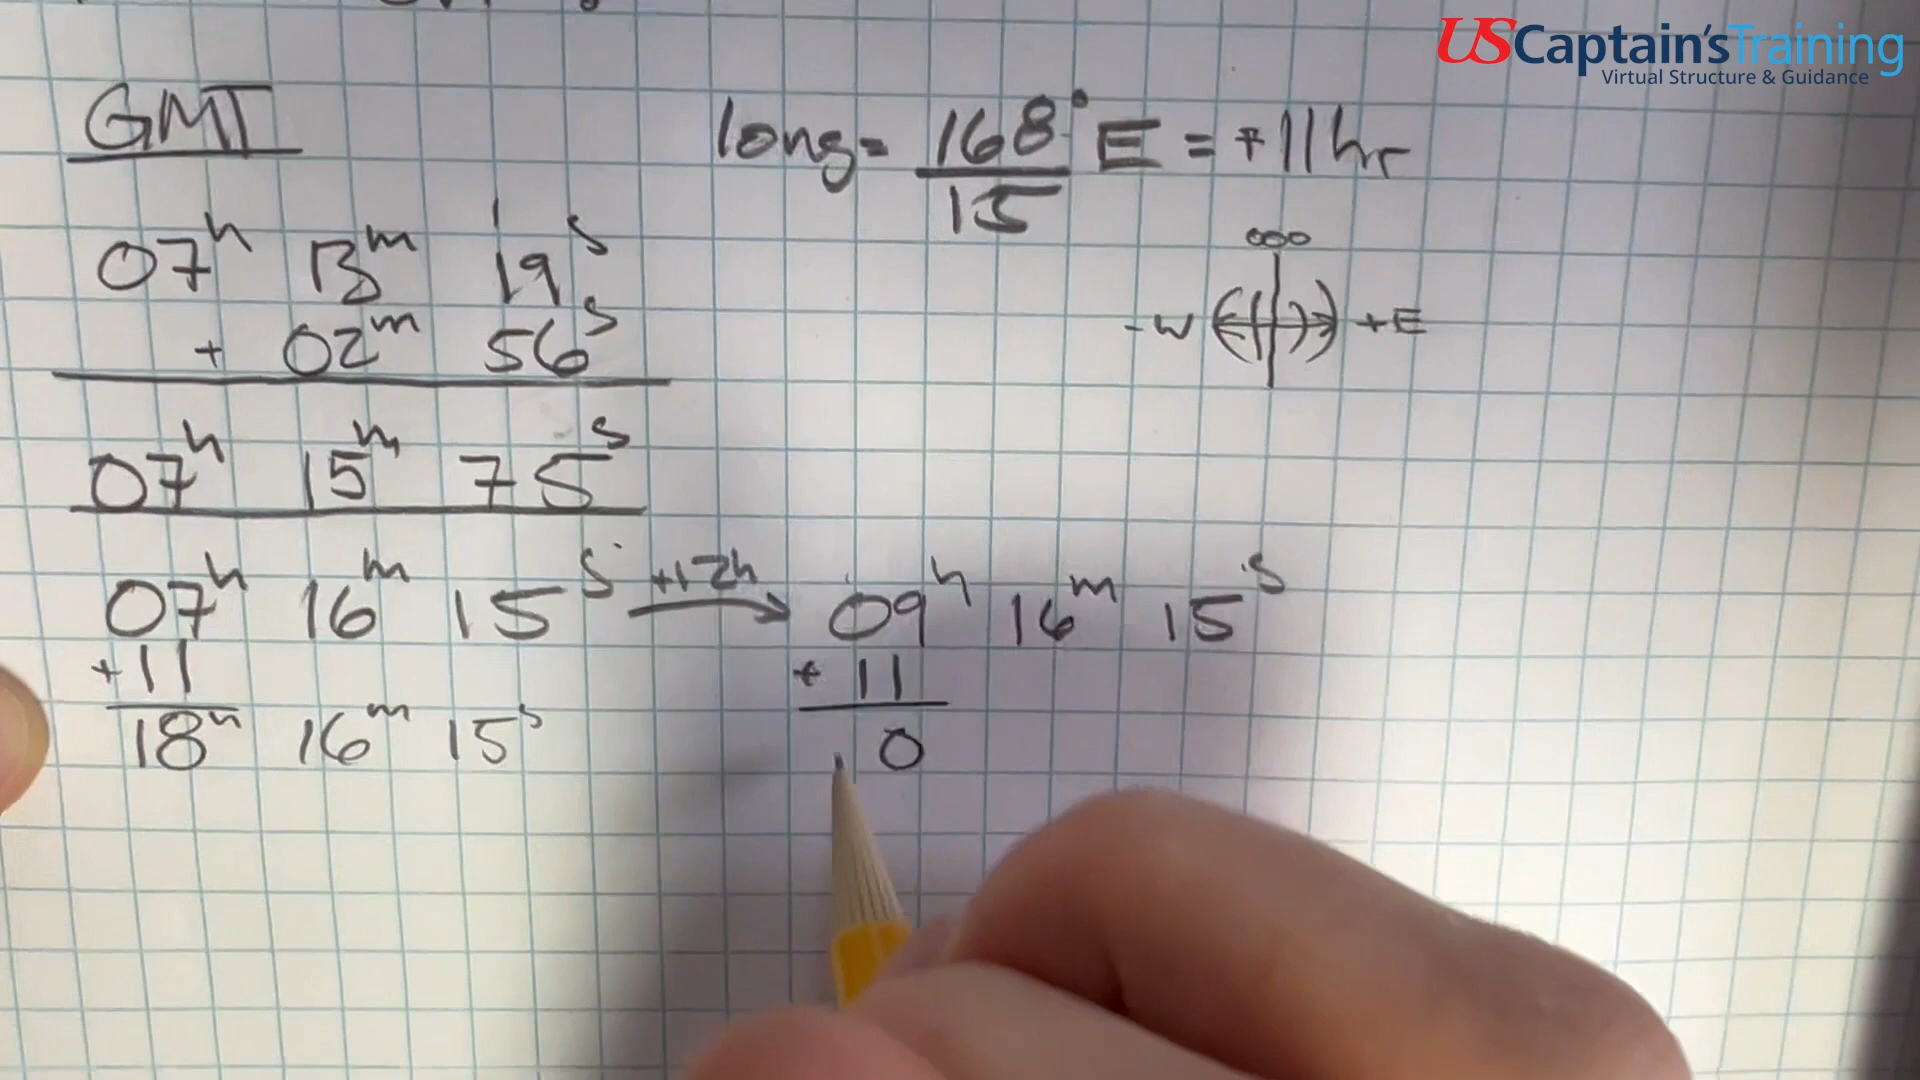 USCaptain'sTraining
Virtual Structure & Guidance
GMT
long = 168° E = +11hr
15
07h 13m 19s
+ 02m 56s
000
-W +E
07h 15m 75s
07h 16m 15s +12h 09h 16m 15s
+11 + 11
18h 16m 15s 0